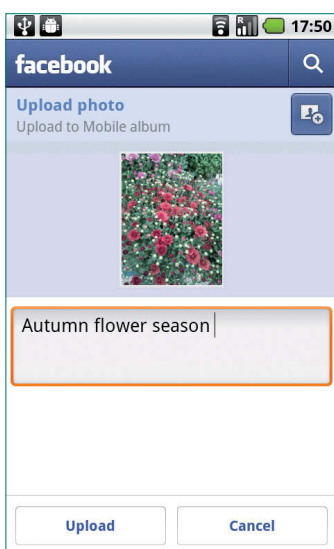 R
17:50
facebook
Upload photo
Upload to Mobile album
Autumn flower season
Upload
Cancel